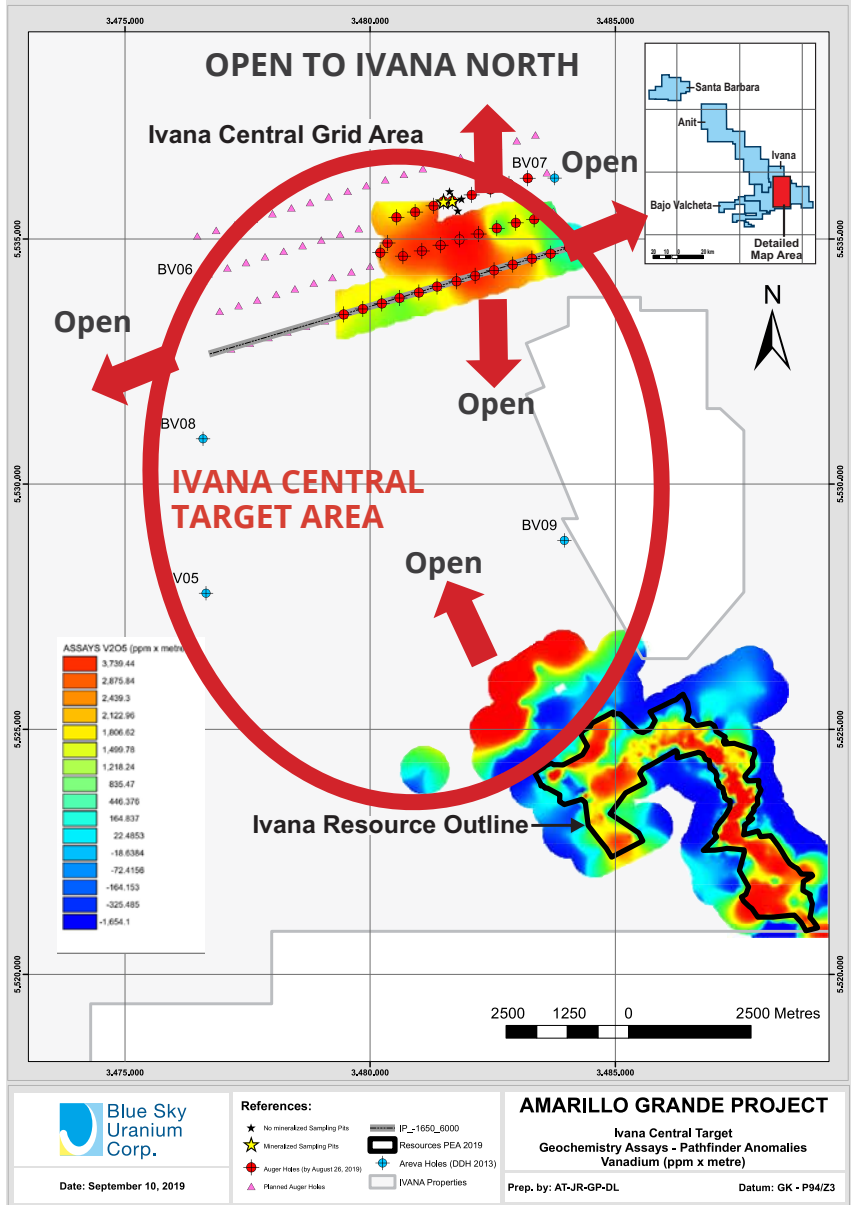 3,475,000
3,480,000
3,485,000
OPEN TO IVANA NORTH
Ivana Central Grid Area
BV07
Open
Santa Barbara
Anit
Ivana
Bajo Valcheta
Detailed
Map Area
20 10 0 20 km
5,535,000
5,535,000
BV06
Open
N
Open
BV08
5,530,000
5,530,000
IVANA CENTRAL
TARGET AREA
BV09
Open
V05
ASSAYS V2O5 (ppm x metre
3,739.44
2,875.84
2,439.3
2,122.96
1,806.62
1,499.78
1,218.24
835.47
446.376
164.837
22.4853
-18.6384
-72.4156
-164.153
-325.485
-1,654.1
5,525,000
5,525,000
Ivana Resource Outline
5,520,000
5,520,000
2500 1250 0 2500 Metres
3,475,000
3,480,000
3,485,000
Blue Sky
Uranium
Corp.
Date: September 10, 2019
References:
No mineralized Sampling Pits
Mineralized Sampling Pits
Auger Holes (by August 26, 2019)
Planned Auger Holes
IP_-1650_6000
Resources PEA 2019
Areva Holes (DDH 2013)
IVANA Properties
AMARILLO GRANDE PROJECT
Ivana Central Target
Geochemistry Assays - Pathfinder Anomalies
Vanadium (ppm x metre)
Prep. by: AT-JR-GP-DL
Datum: GK - P94/Z3